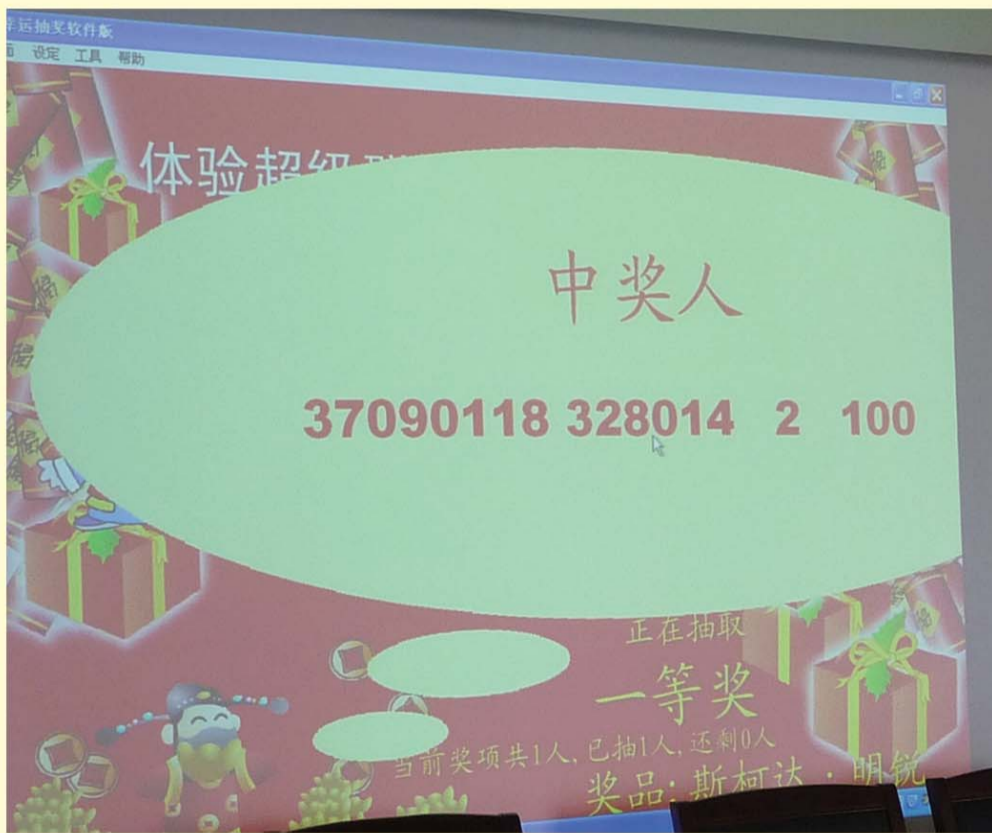 运抽奖软件版
设定 工具 帮助
体验超级
中奖人
37090118 328014 2 100
正在抽取
一等奖
当前奖项共1人,已抽1人,还剩0人
奖品:斯柯达·明锐